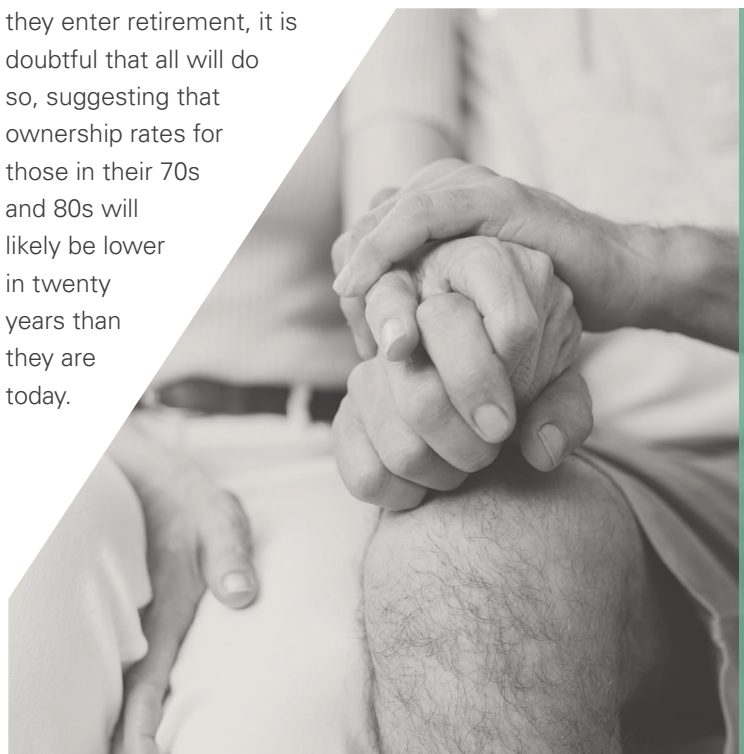 they enter retirement, it is
doubtful that all will do
so, suggesting that
ownership rates for
those in their 70s
and 80s will
likely be lower
in twenty
years than
they are
today.